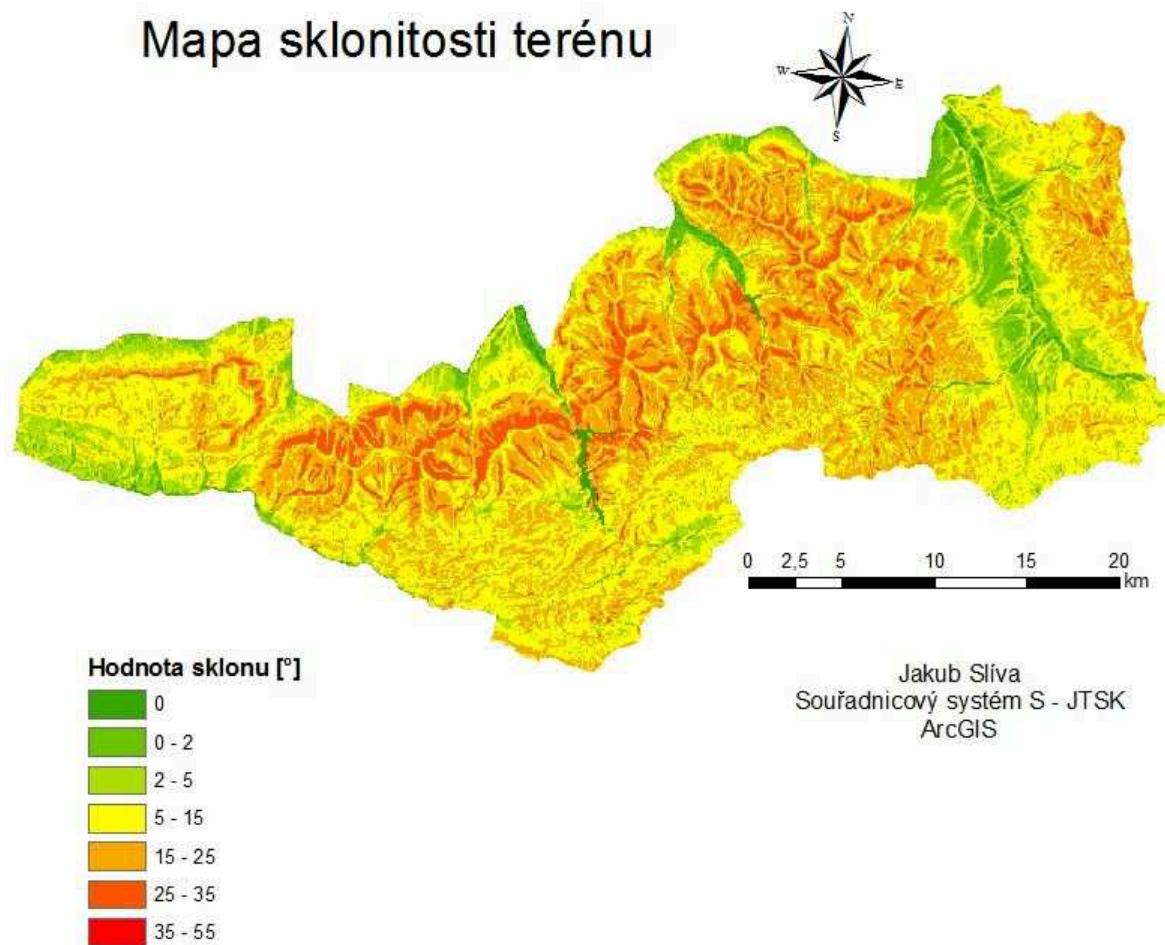 Mapa sklonitosti terénu
N
W
E
S
0 2,5 5 10 15 20
km
Hodnota sklonu [°]
0
0 - 2
2 - 5
5 - 15
15 - 25
25 - 35
35 - 55
Jakub Slíva
Souřadnicový systém S - JTSK
ArcGIS